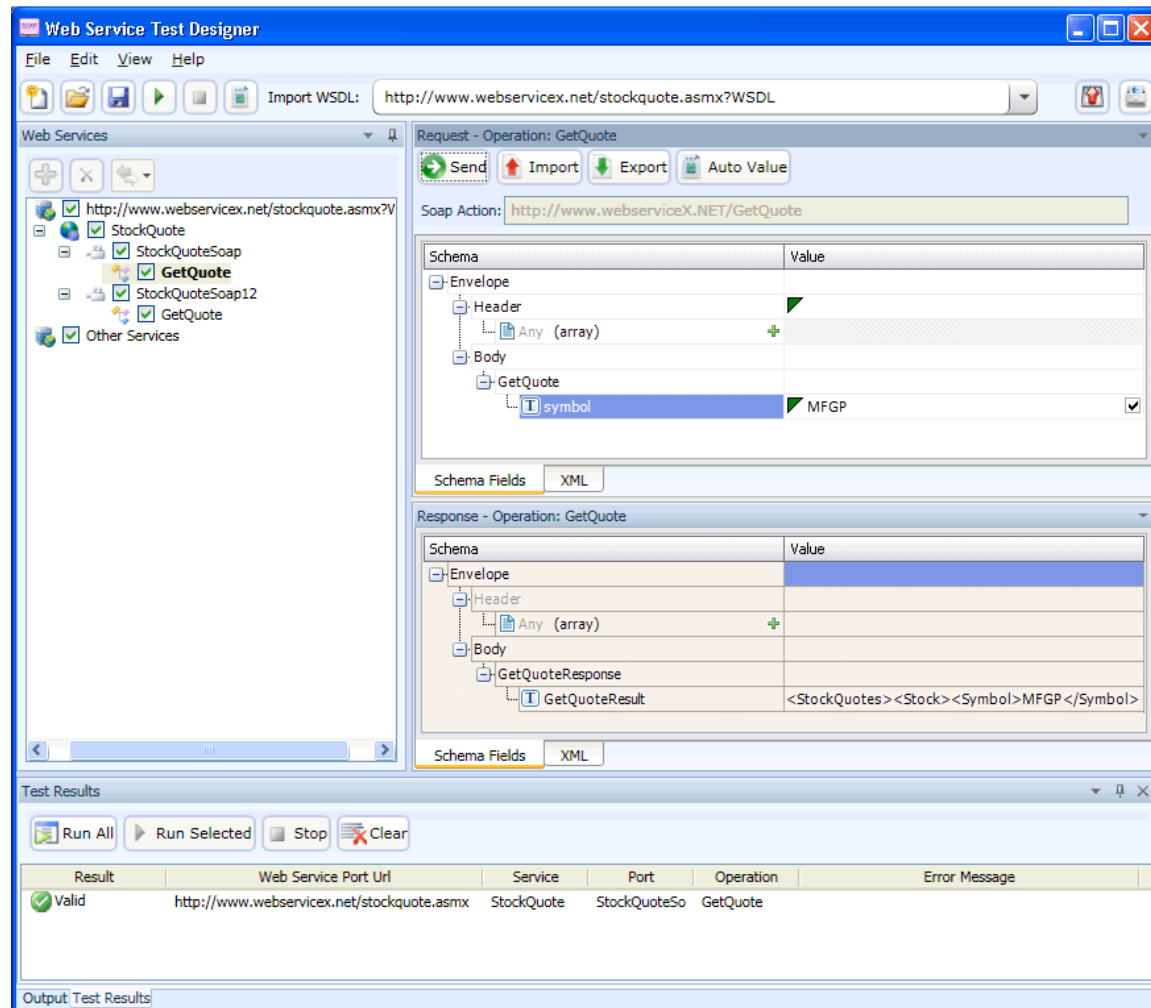 SOAP
Web Service Test Designer
File Edit View Help
Import WSDL: http://www.webservicex.net/stockquote.asmx?WSDL
Web Services
http://www.webservicex.net/stockquote.asmx?V
StockQuote
StockQuoteSoap
GetQuote
StockQuoteSoap12
GetQuote
Other Services
Request - Operation: GetQuote
Send Import Export Auto Value
Soap Action: http://www.webserviceX.NET/GetQuote
Schema Value
Envelope
Header
Any (array)
Body
GetQuote
T symbol MFGP
Schema Fields XML
Response - Operation: GetQuote
Schema Value
Envelope
Header
Any (array)
Body
GetQuoteResponse
T GetQuoteResult <StockQuotes><Stock><Symbol>MFGP</Symbol>
Schema Fields XML
Test Results
Run All Run Selected Stop Clear
Result Web Service Port Url Service Port Operation Error Message
Valid http://www.webservicex.net/stockquote.asmx StockQuote StockQuoteSo GetQuote
Output Test Results